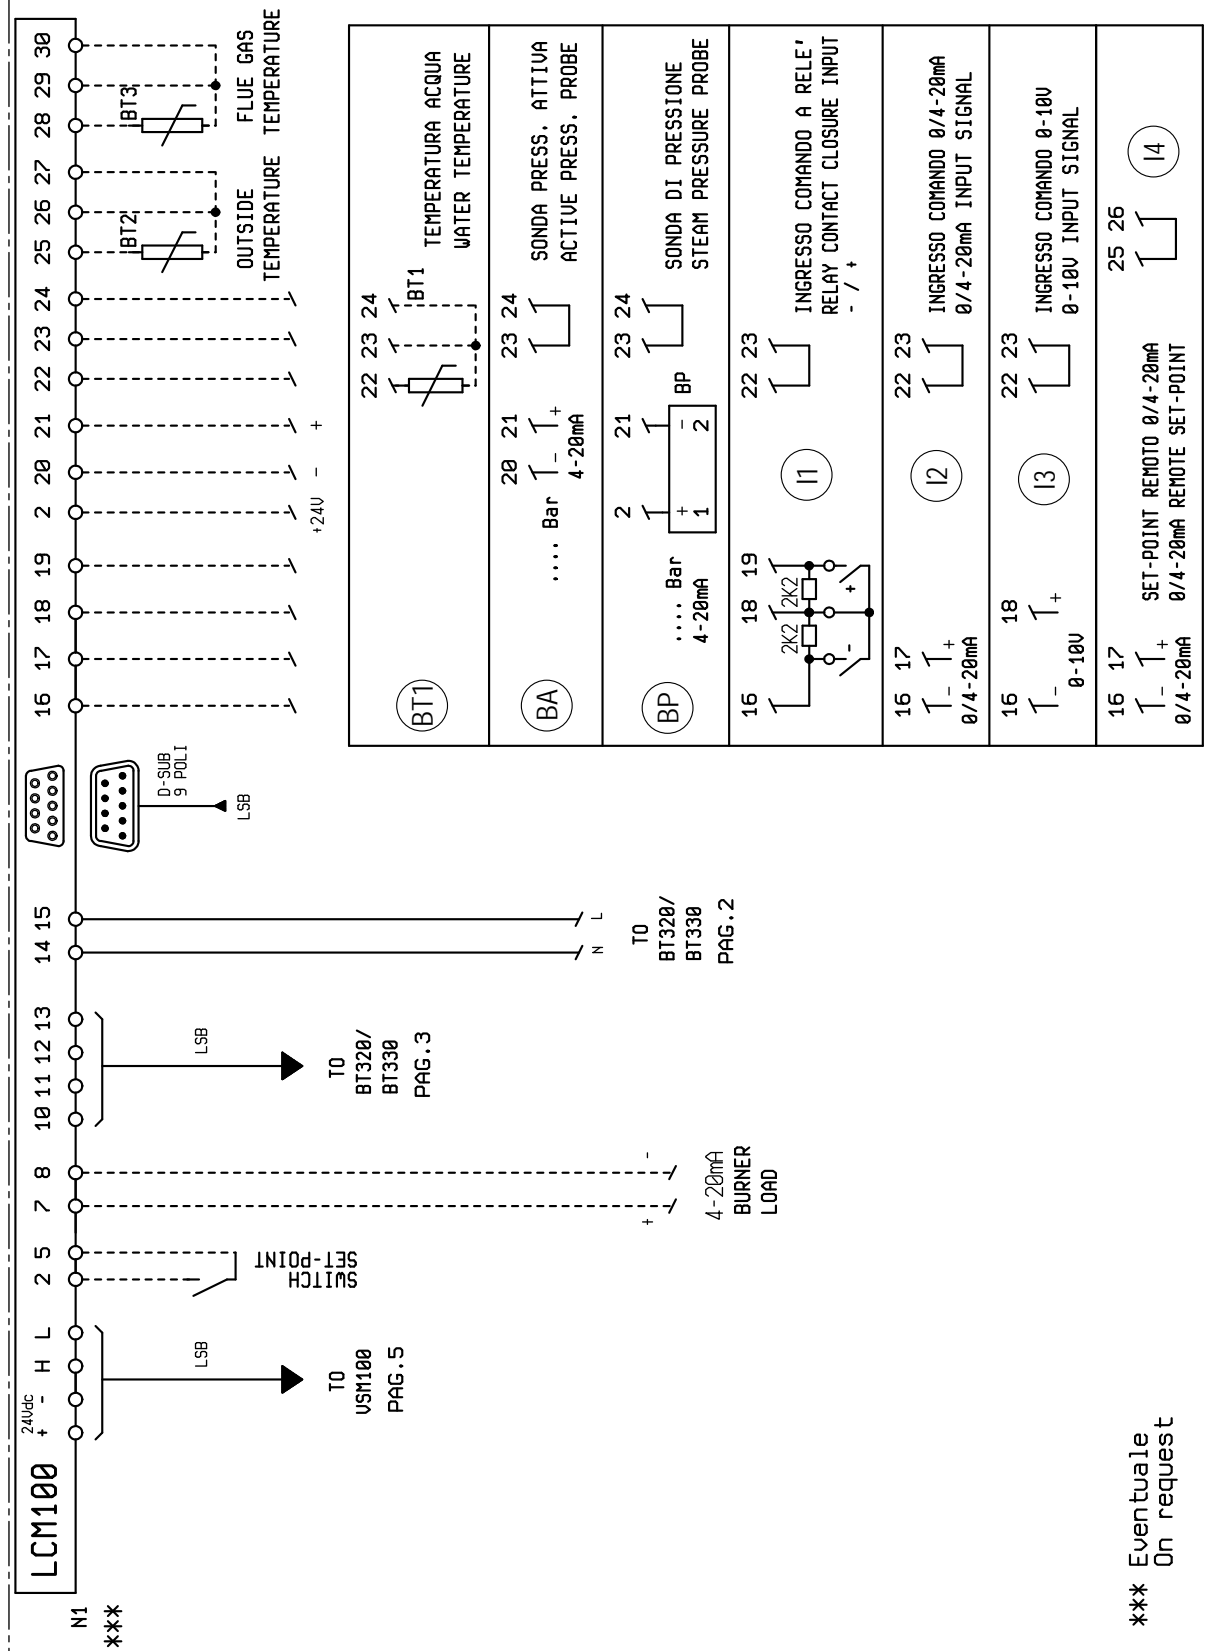 N1
***
LCM100
24Vdc
+ - H L 2 5 7 8 10 11 12 13 14 15 16 17 18 19 2 20 21 22 23 24 25 26 27 28 29 30
LSB
TO
VSM100
PAG.5
SWITCH
SET-POINT
+ -
4-20mA
BURNER
LOAD
LSB
TO
BT320/
BT330
PAG.3
N L
TO
BT320/
BT330
PAG.2
D-SUB
9 POLI
LSB
+24V - +
BT2
OUTSIDE
TEMPERATURE
BT3
FLUE GAS
TEMPERATURE
BT1
22 23 24
BT1
TEMPERATURA ACQUA
WATER TEMPERATURE
BA
.... Bar
20 21
- +
4-20mA
23 24
SONDA PRESS. ATTIVA
ACTIVE PRESS. PROBE
BP
.... Bar
4-20mA
2 21
+ -
1 2
BP
23 24
SONDA DI PRESSIONE
STEAM PRESSURE PROBE
16 18 19
2K2 2K2
- +
I1
22 23
INGRESSO COMANDO A RELE'
RELAY CONTACT CLOSURE INPUT
- / +
16 17
- +
0/4-20mA
I2
22 23
INGRESSO COMANDO 0/4-20mA
0/4-20mA INPUT SIGNAL
16 18
- +
0-10V
I3
22 23
INGRESSO COMANDO 0-10V
0-10V INPUT SIGNAL
16 17
- +
0/4-20mA
SET-POINT REMOTO 0/4-20mA
0/4-20mA REMOTE SET-POINT
25 26
I4
*** Eventuale
On request